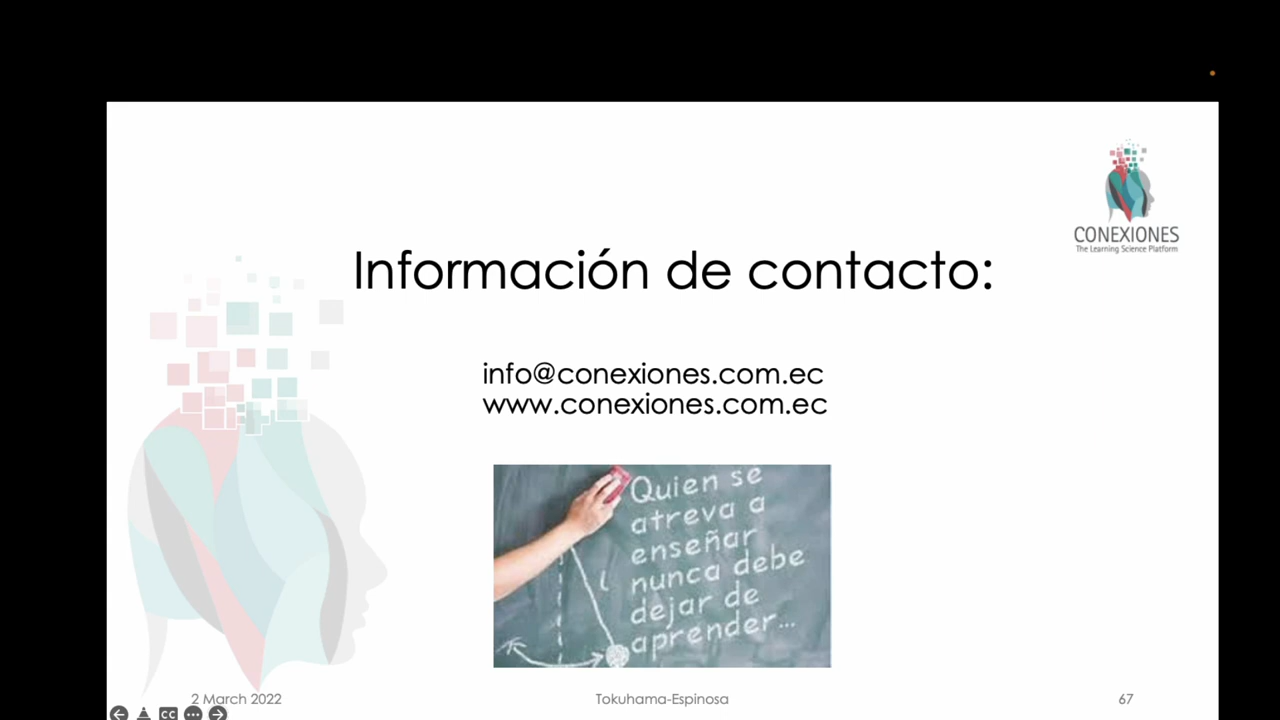 CONEXIONES
The Learning Science Platform
Información de contacto:
info@conexiones.com.ec
www.conexiones.com.ec
Quien se
atreva a
enseñar
nunca debe
dejar de
aprender...
2 March 2022
Tokuhama-Espinosa
67
CC